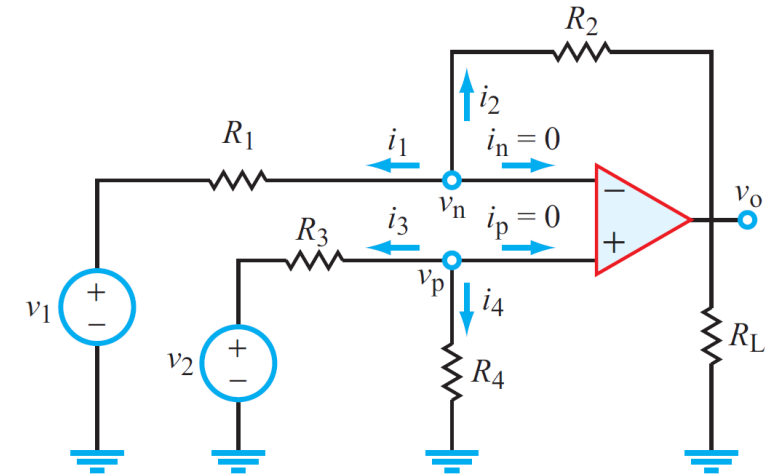 R2
i2
R1
i1
in = 0
vn
vo
R3
i3
ip = 0
vp
i4
v1
+
−
v2
+
−
−
+
R4
RL